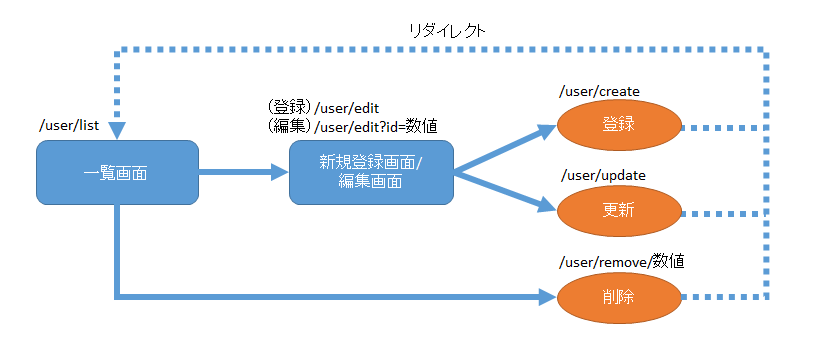 リダイレクト
/user/list
一覧画面
(登録)/user/edit
(編集)/user/edit?id=数値
新規登録画面/
編集画面
/user/create
登録
/user/update
更新
/user/remove/数値
削除